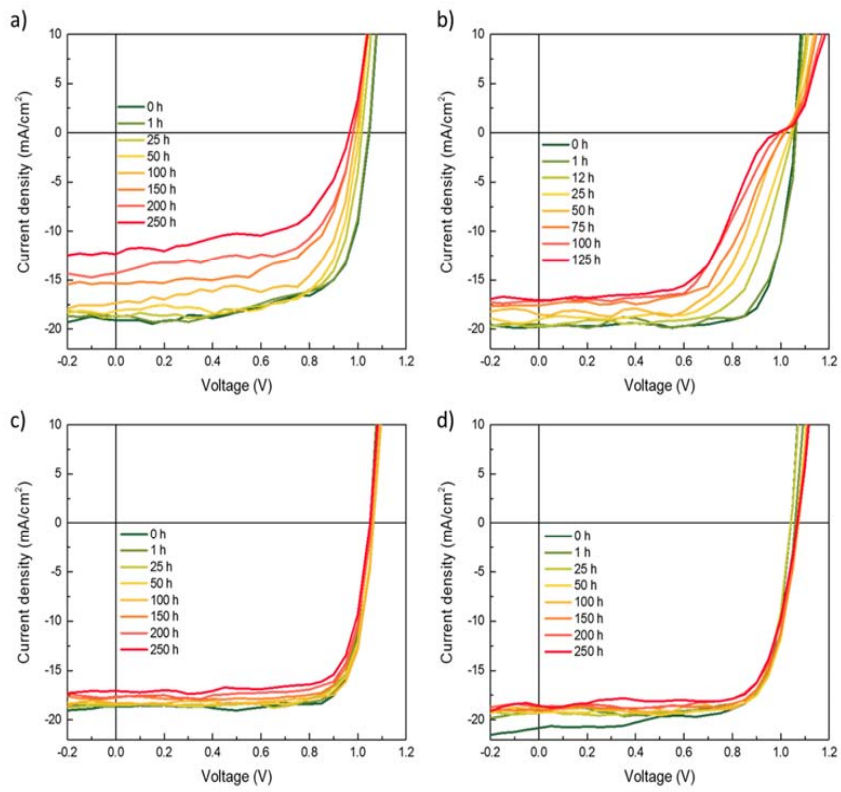 a)
10
5
0
-5
-10
-15
-20
Current density (mA/cm²)
0 h
1 h
25 h
50 h
100 h
150 h
200 h
250 h
-0.2 0.0 0.2 0.4 0.6 0.8 1.0 1.2
Voltage (V)
b)
10
5
0
-5
-10
-15
-20
Current density (mA/cm²)
0 h
1 h
12 h
25 h
50 h
75 h
100 h
125 h
-0.2 0.0 0.2 0.4 0.6 0.8 1.0 1.2
Voltage (V)
c)
10
5
0
-5
-10
-15
-20
Current density (mA/cm²)
0 h
1 h
25 h
50 h
100 h
150 h
200 h
250 h
-0.2 0.0 0.2 0.4 0.6 0.8 1.0 1.2
Voltage (V)
d)
10
5
0
-5
-10
-15
-20
Current density (mA/cm²)
0 h
1 h
25 h
50 h
100 h
150 h
200 h
250 h
-0.2 0.0 0.2 0.4 0.6 0.8 1.0 1.2
Voltage (V)